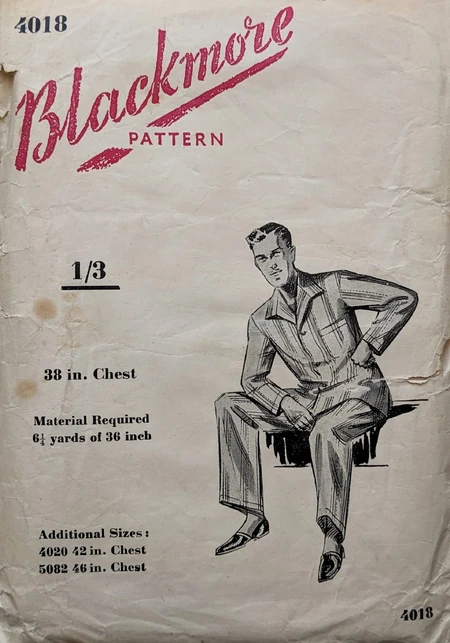 4018
Blackmore
PATTERN
1/3
38 in. Chest
Material Required
6¼ yards of 36 inch
Additional Sizes :
4020 42 in. Chest
5082 46 in. Chest
4018